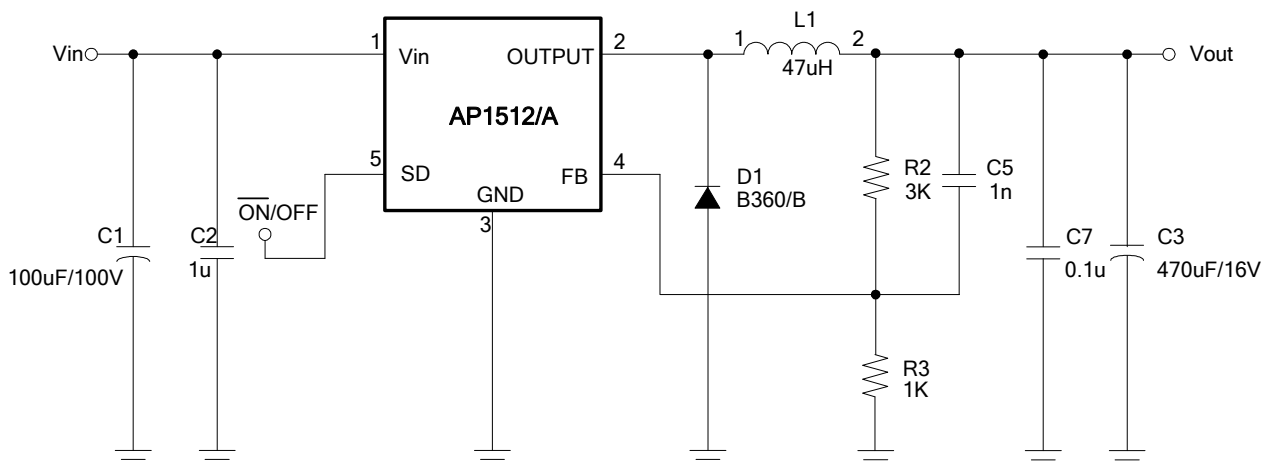 L1
Vin
1
Vin
OUTPUT
2
1
2
Vout
47uH
AP1512/A
5
SD
FB
4
GND
3
D1
B360/B
R2
3K
C5
1n
ON/OFF
C1
100uF/100V
C2
1u
C7
0.1u
C3
470uF/16V
R3
1K